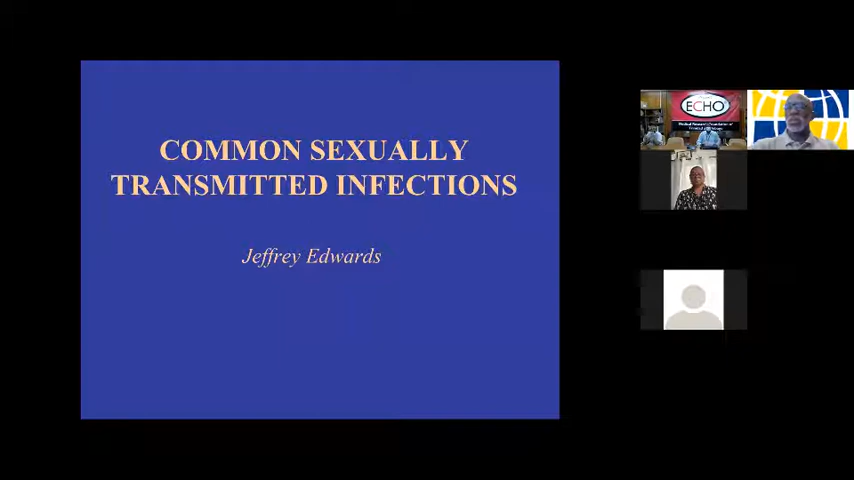 COMMON SEXUALLY
TRANSMITTED INFECTIONS
Jeffrey Edwards
ECHO